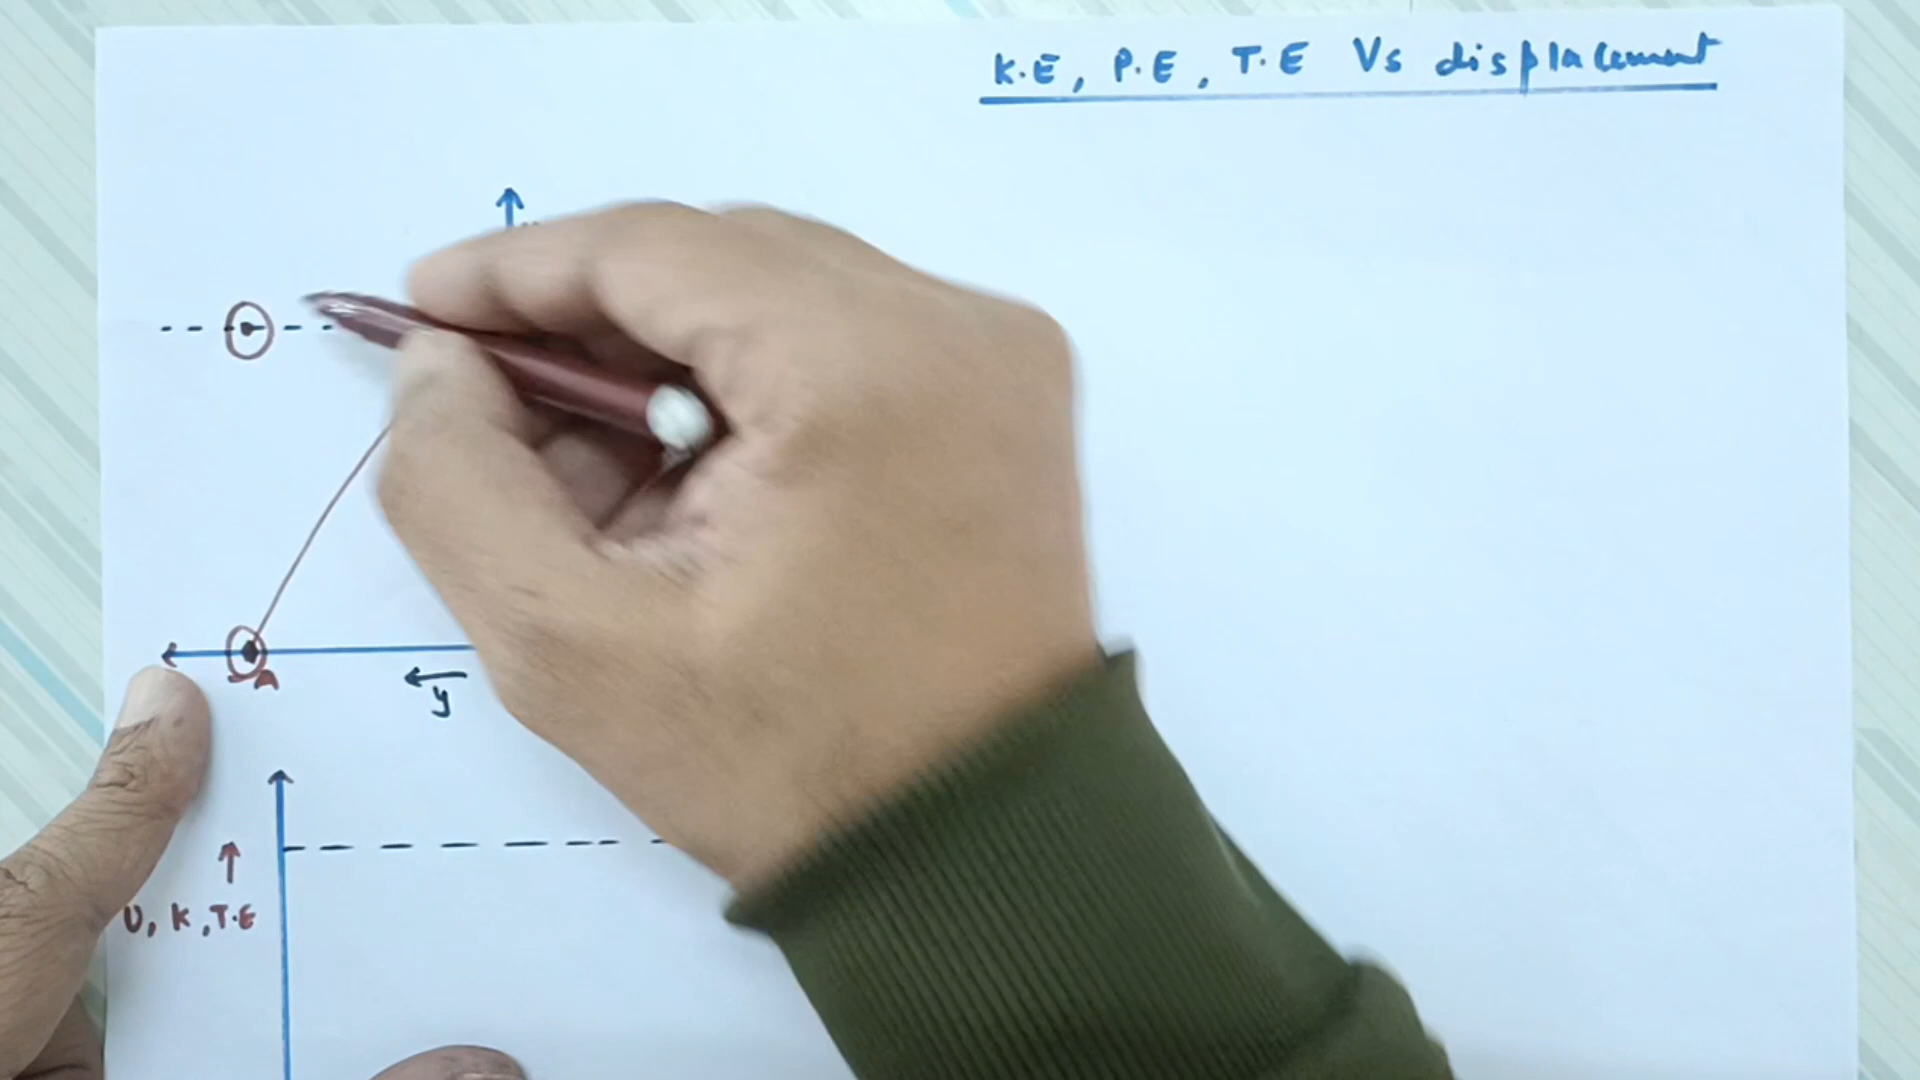 K.E, P.E, T.E Vs displacement
-A
y
U, K, T.E